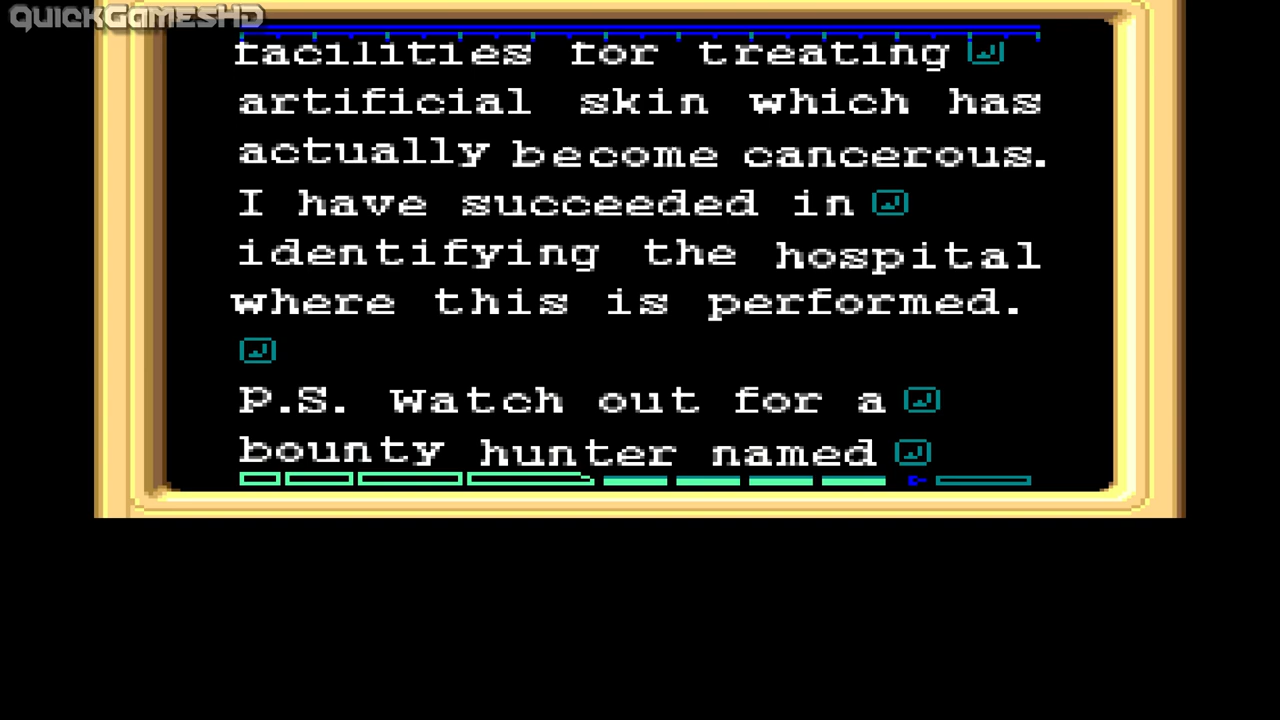 QuickGamesHD
facilities for treating
artificial skin which has
actually become cancerous.
I have succeeded in
identifying the hospital
where this is performed.
P.S. Watch out for a
bounty hunter named